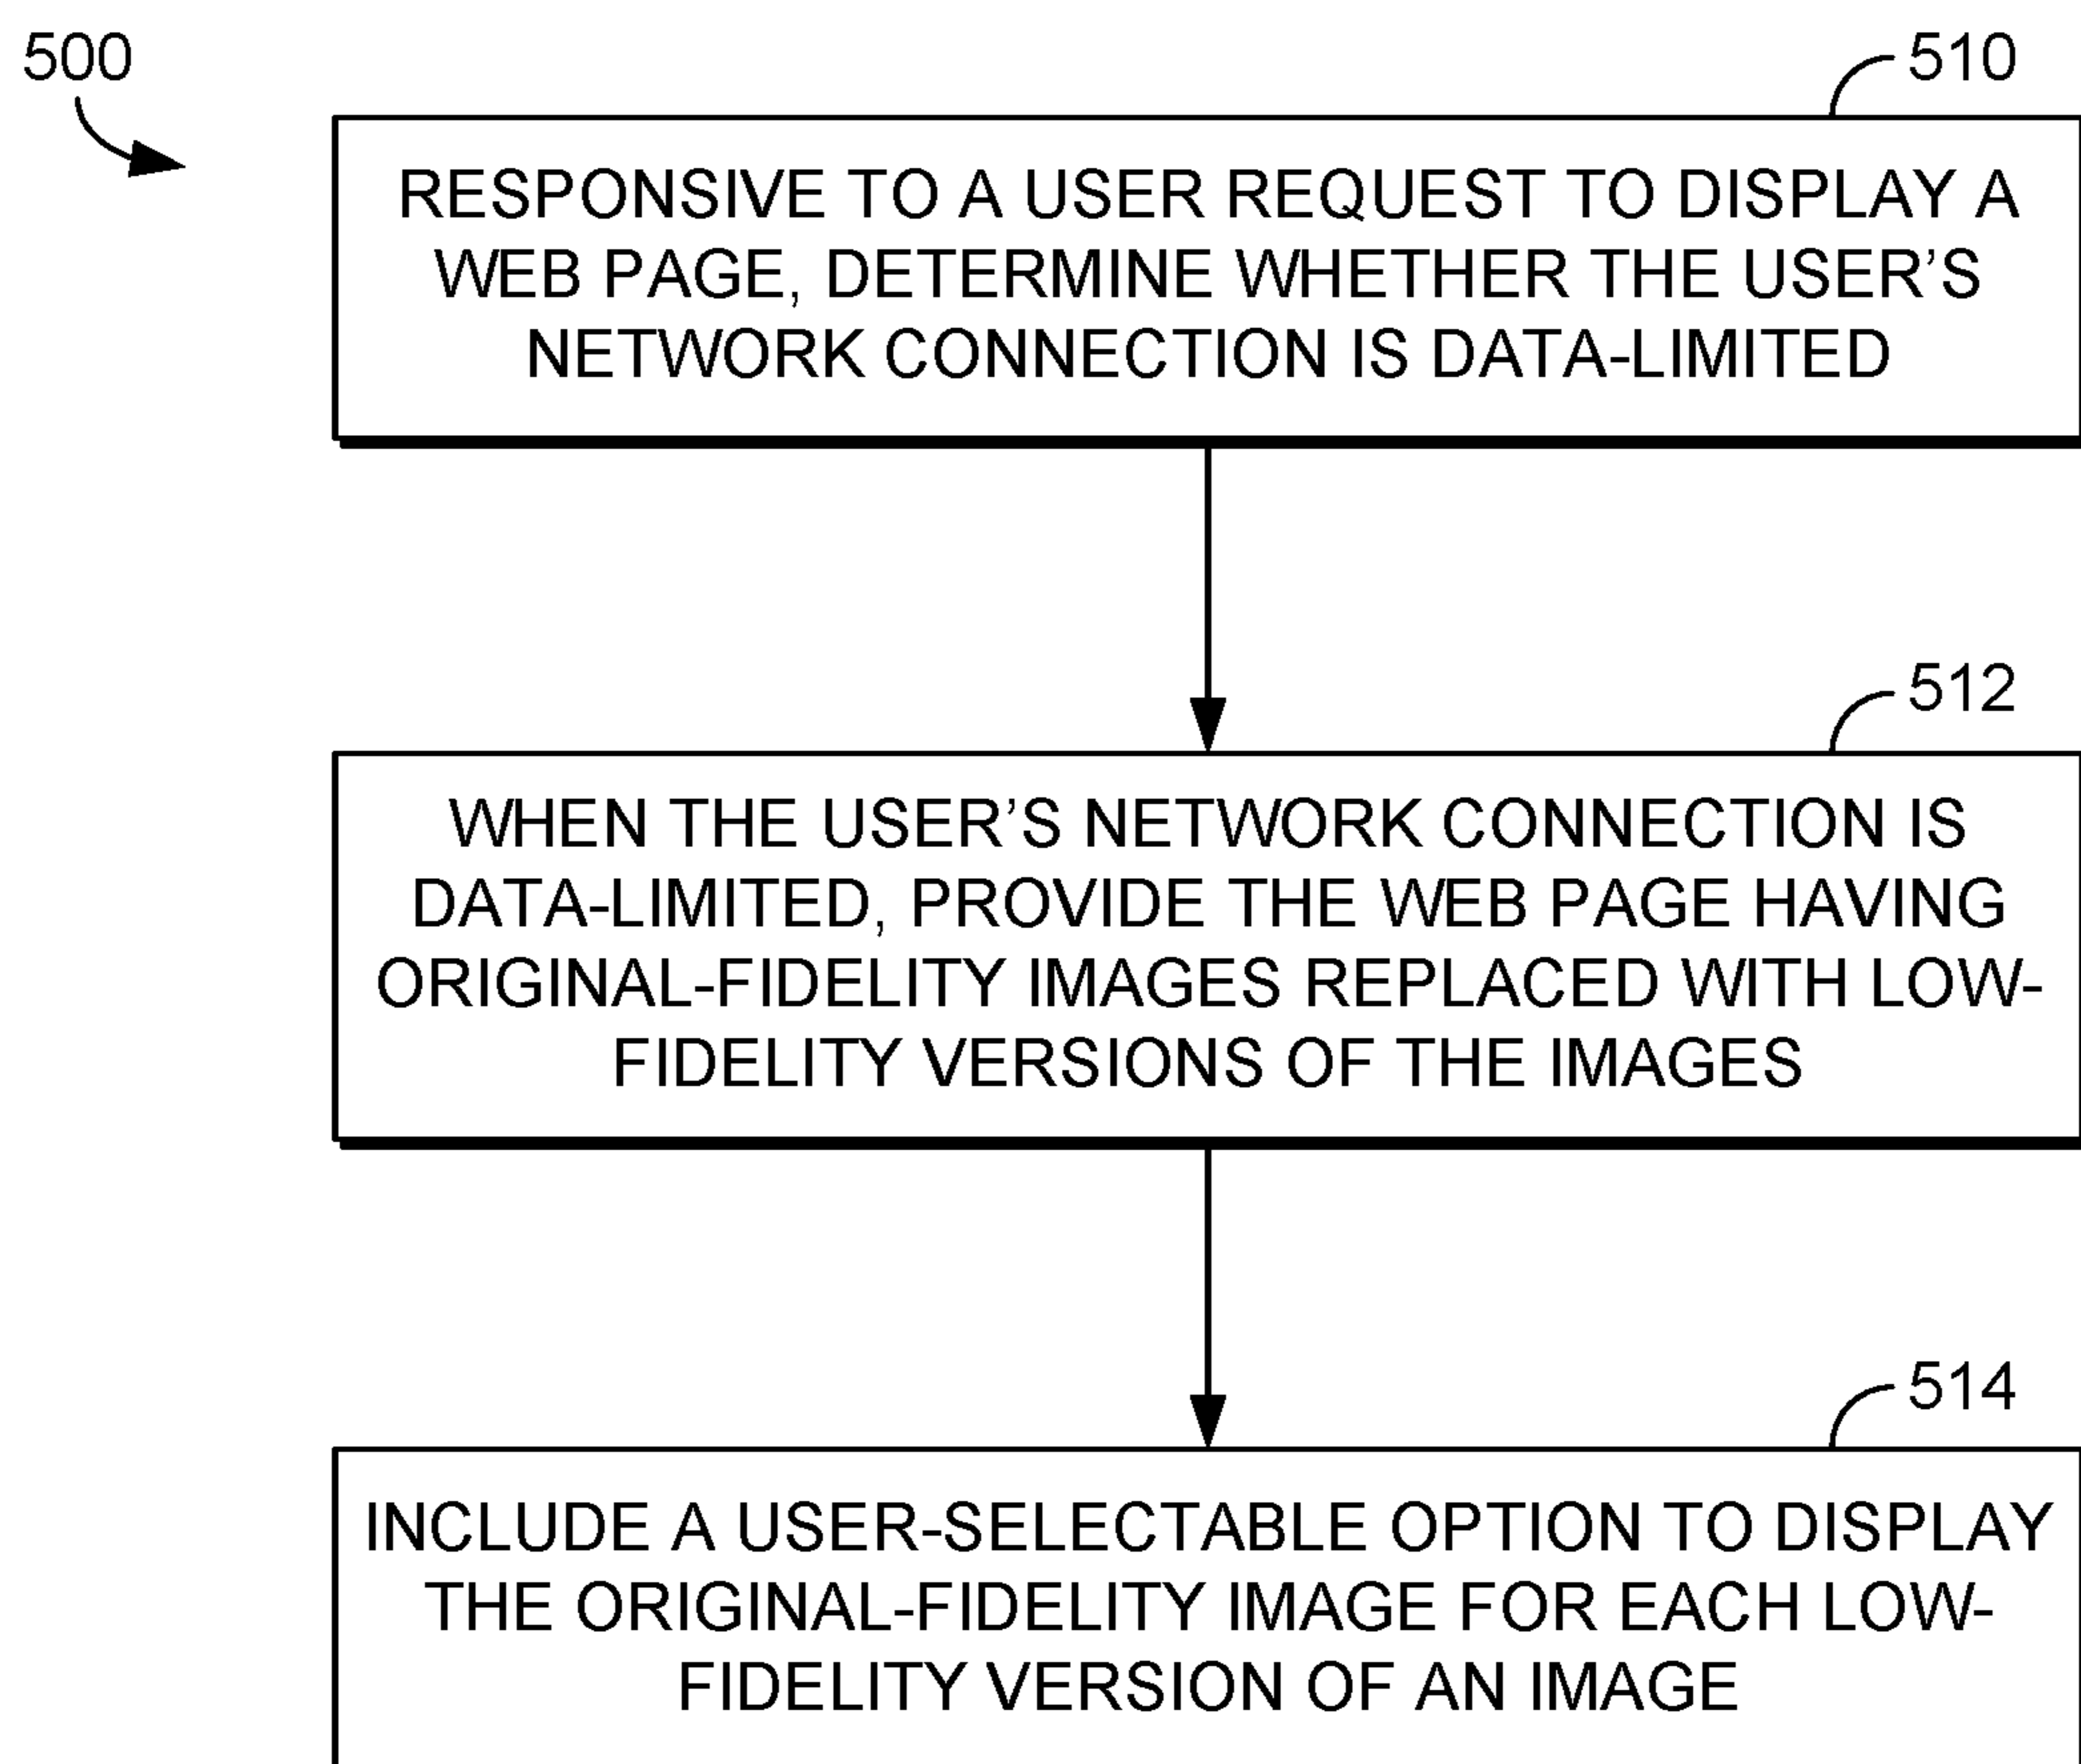 500
510
RESPONSIVE TO A USER REQUEST TO DISPLAY A
WEB PAGE, DETERMINE WHETHER THE USER’S
NETWORK CONNECTION IS DATA-LIMITED
512
WHEN THE USER’S NETWORK CONNECTION IS
DATA-LIMITED, PROVIDE THE WEB PAGE HAVING
ORIGINAL-FIDELITY IMAGES REPLACED WITH LOW-
FIDELITY VERSIONS OF THE IMAGES
514
INCLUDE A USER-SELECTABLE OPTION TO DISPLAY
THE ORIGINAL-FIDELITY IMAGE FOR EACH LOW-
FIDELITY VERSION OF AN IMAGE